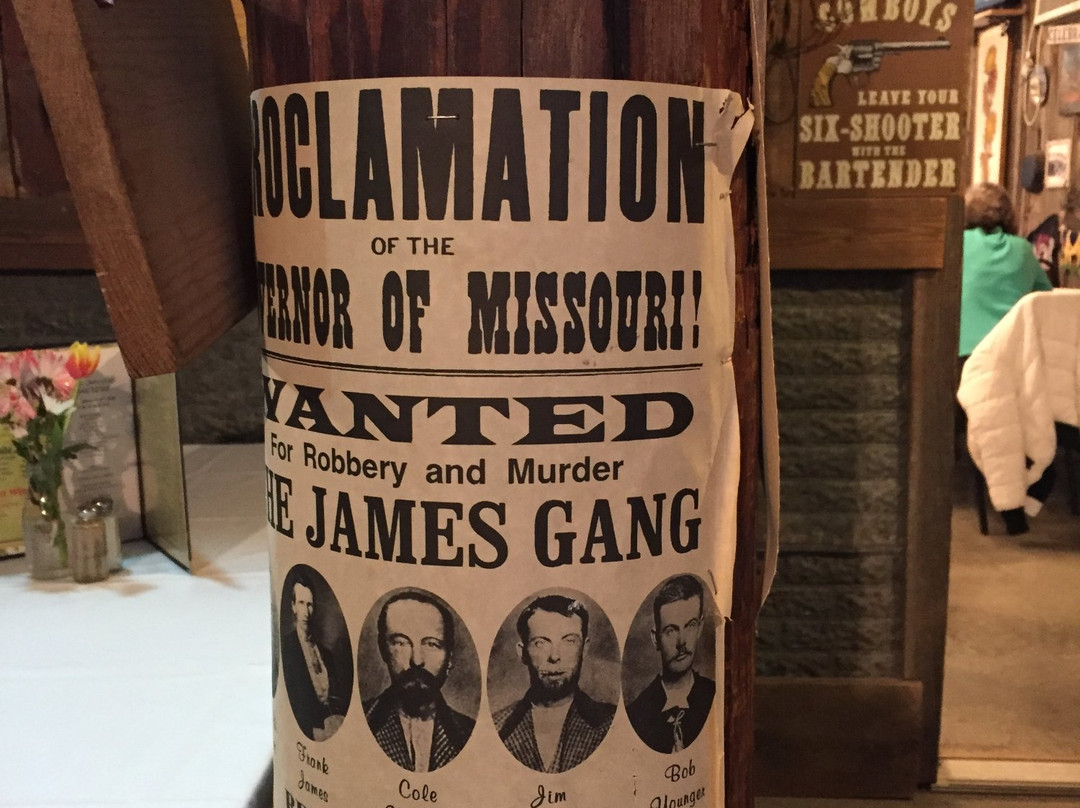 ROCLAMATION
OF THE
VERNOR OF MISSOURI!
WANTED
For Robbery and Murder
HE JAMES GANG
Frank
James
Cole
Jim
Bob
Younger
COWBOYS
LEAVE YOUR
SIX-SHOOTER
WITH THE
BARTENDER